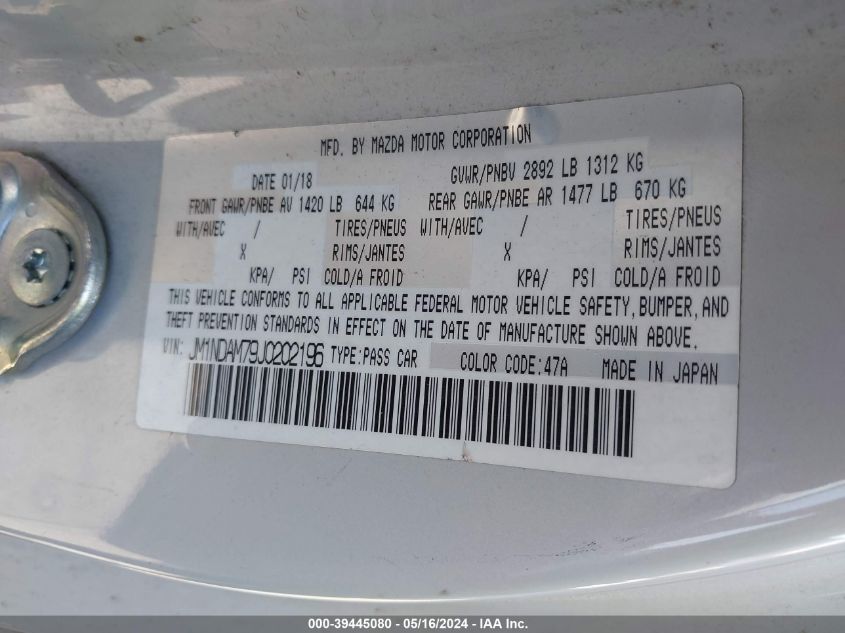 MFD. BY MAZDA MOTOR CORPORATION
DATE 01/18 GVWR/PNBV 2892 LB 1312 KG
FRONT GAWR/PNBE AV 1420 LB 644 KG REAR GAWR/PNBE AR 1477 LB 670 KG
WITH/AVEC / TIRES/PNEUS WITH/AVEC / TIRES/PNEUS
X RIMS/JANTES X RIMS/JANTES
KPA/ PSI COLD/A FROID KPA/ PSI COLD/A FROID
THIS VEHICLE CONFORMS TO ALL APPLICABLE FEDERAL MOTOR VEHICLE SAFETY, BUMPER, AND
THEFT PREVENTION STANDARDS IN EFFECT ON THE DATE OF MANUFACTURE SHOWN ABOVE.
VIN: JM1NDAM79J0202196 TYPE:PASS CAR COLOR CODE:47A MADE IN JAPAN
000-39445080 - 05/16/2024 - IAA Inc.